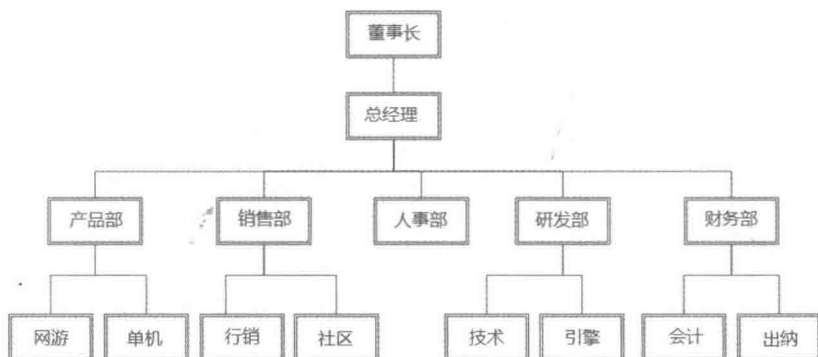 董事长
总经理
产品部 销售部 人事部 研发部 财务部
网游 单机 行销 社区 技术 引擎 会计 出纳